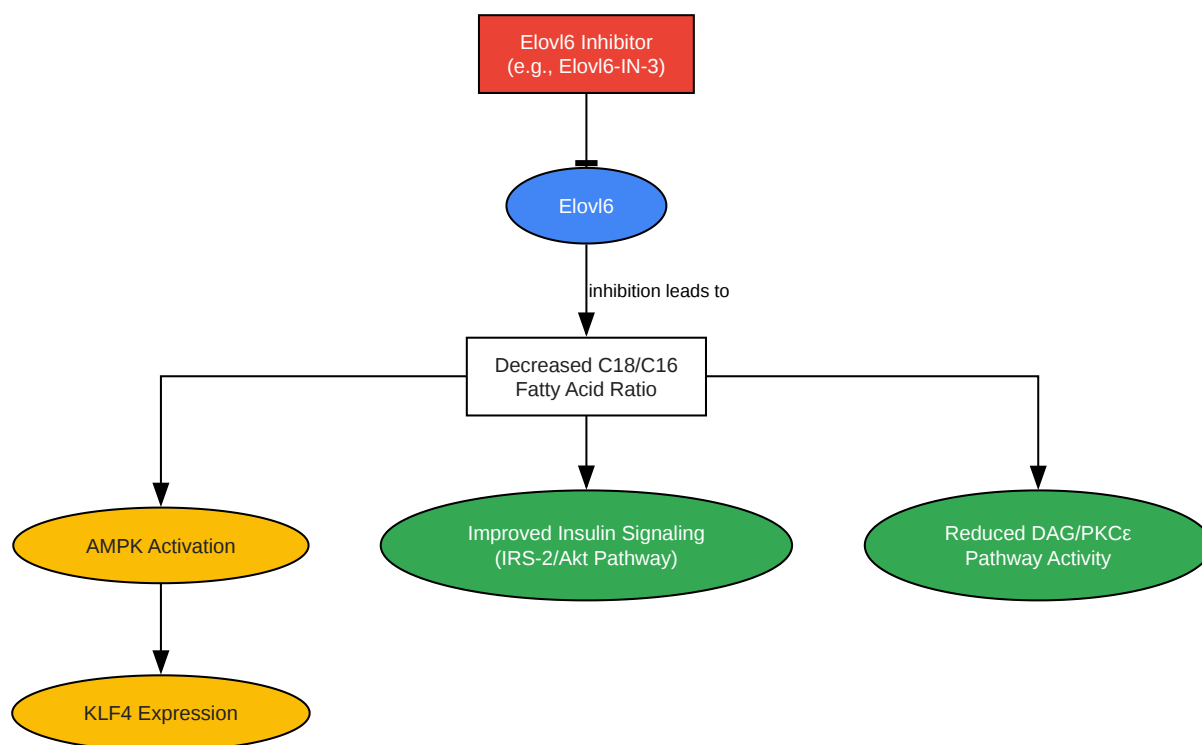 Elovl6 Inhibitor
(e.g., Elovl6-IN-3)
Elovl6
inhibition leads to
Decreased C18/C16
Fatty Acid Ratio
AMPK Activation
Improved Insulin Signaling
(IRS-2/Akt Pathway)
Reduced DAG/PKCε
Pathway Activity
KLF4 Expression